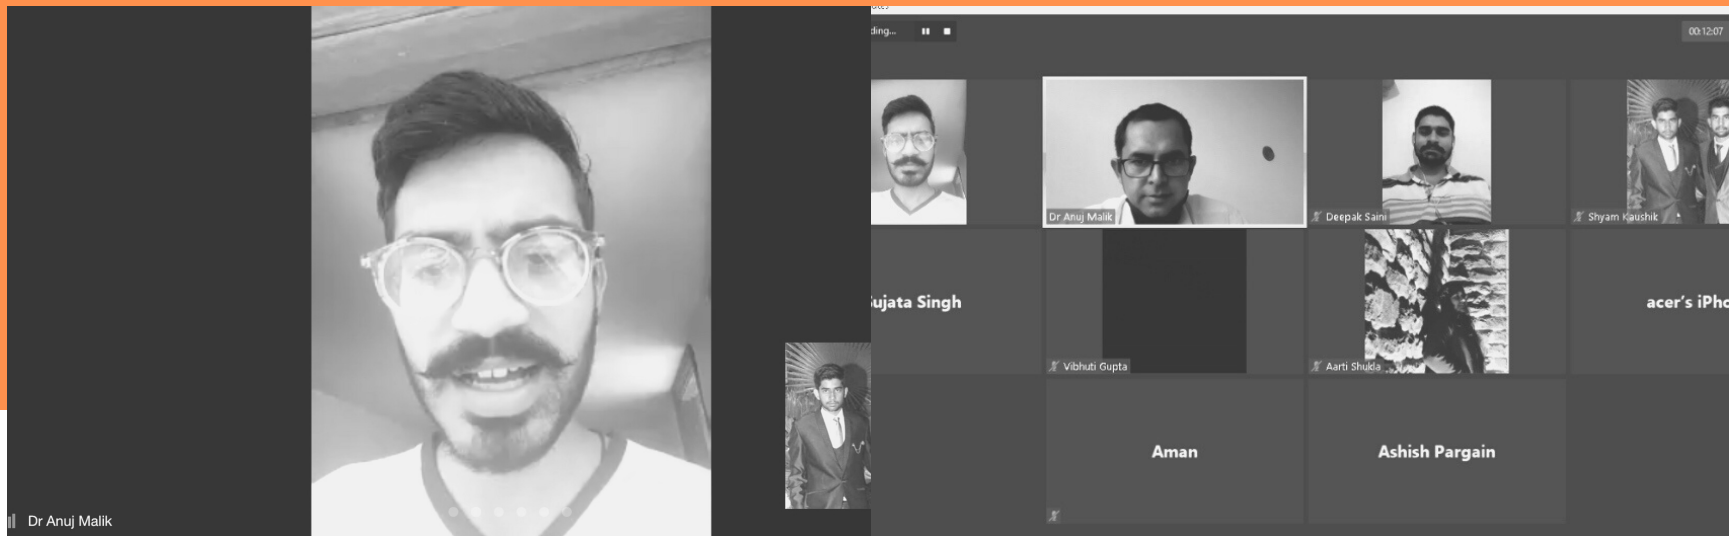 Dr Anuj Malik
ding...
00:12:07
Dr Anuj Malik
Deepak Saini
Shyam Kaushik
Sujata Singh
Vibhuti Gupta
Aarti Shukla
acer's iPho
Aman
Ashish Pargain